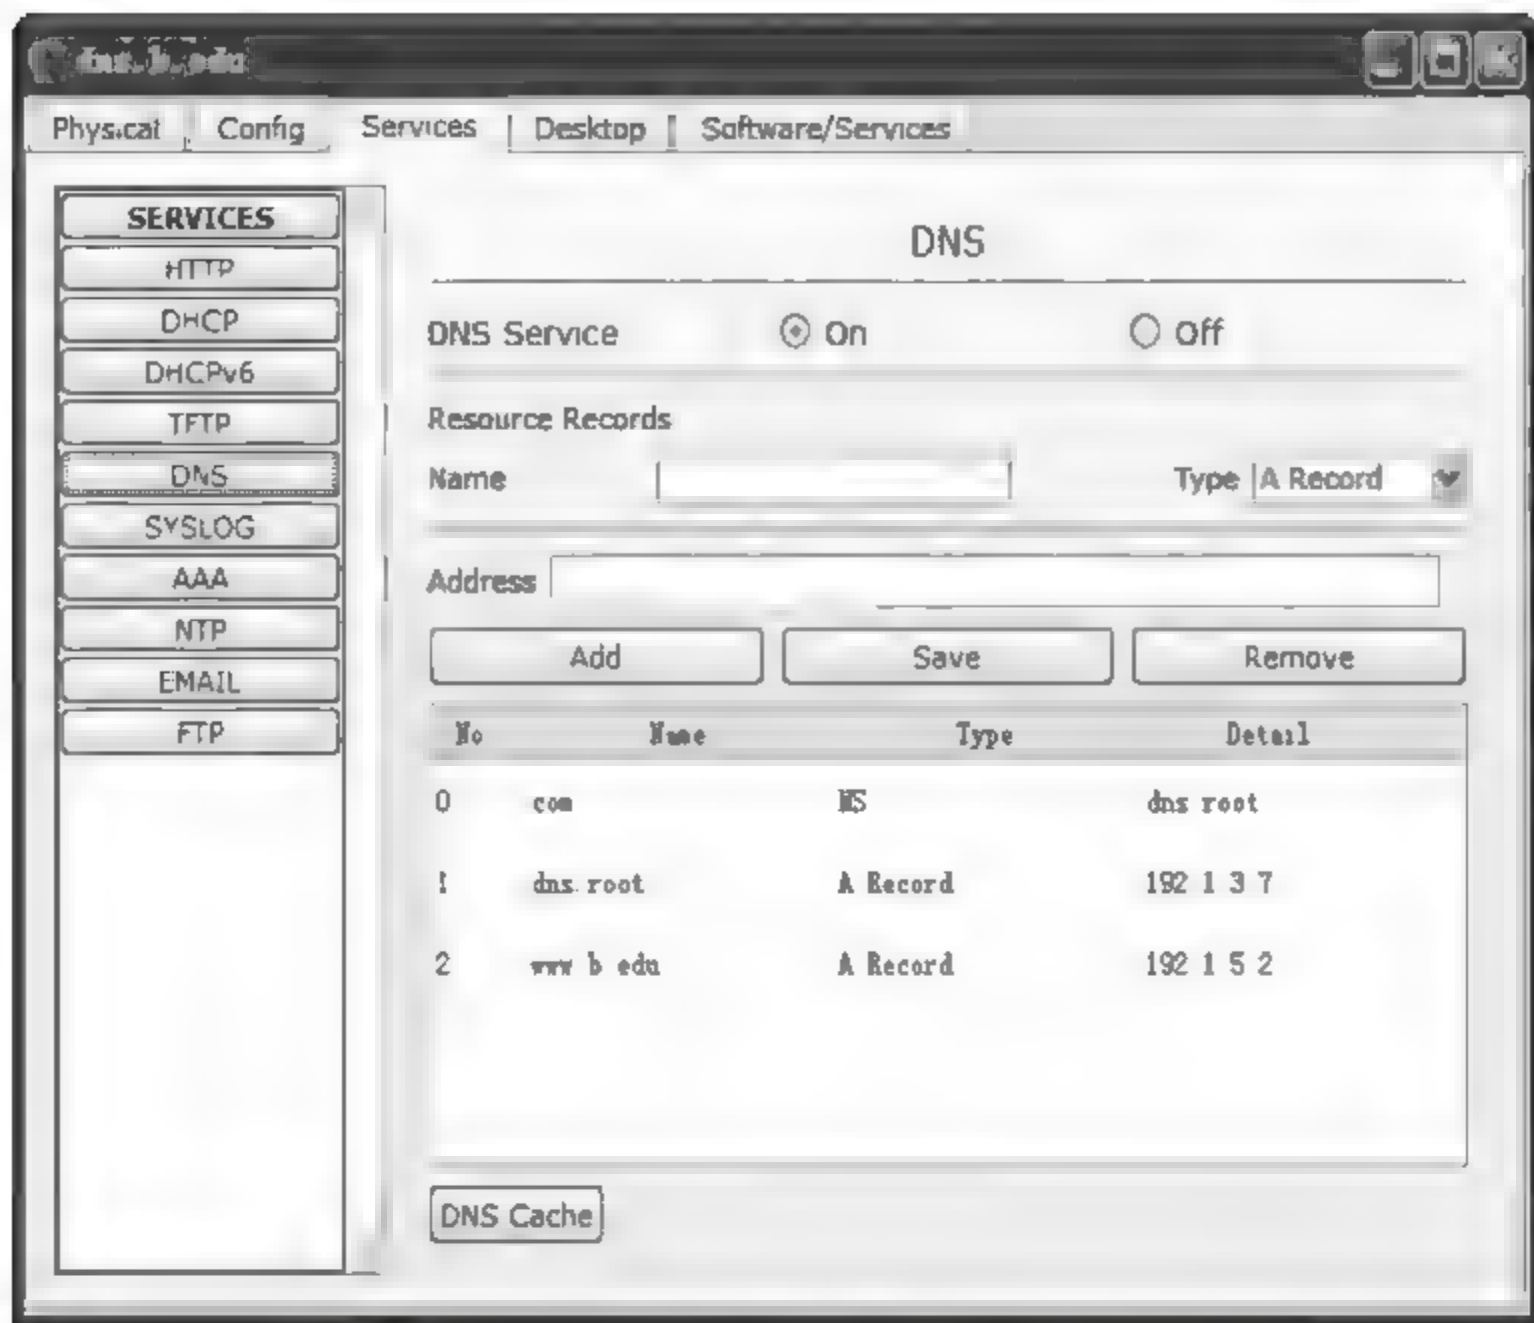 dns.b.edu
Physical Config Services Desktop Software/Services
SERVICES
HTTP
DHCP
DHCPv6
TFTP
DNS
SYSLOG
AAA
NTP
EMAIL
FTP
DNS
DNS Service On Off
Resource Records
Name Type A Record
Address
Add Save Remove
No Name Type Detail
0 com NS dns root
1 dns.root A Record 192 1 3 7
2 www b edu A Record 192 1 5 2
DNS Cache